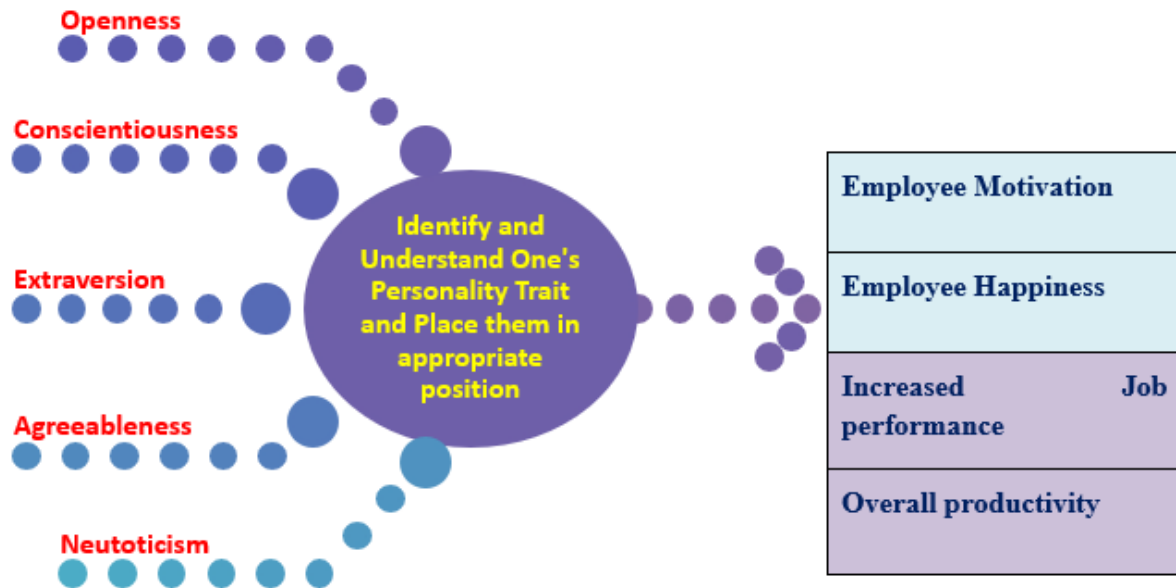 Openness
Conscientiousness
Extraversion
Agreeableness
Neutoticism
Identify and
Understand One's
Personality Trait
and Place them in
appropriate
position
Employee Motivation
Employee Happiness
Increased Job
performance
Overall productivity